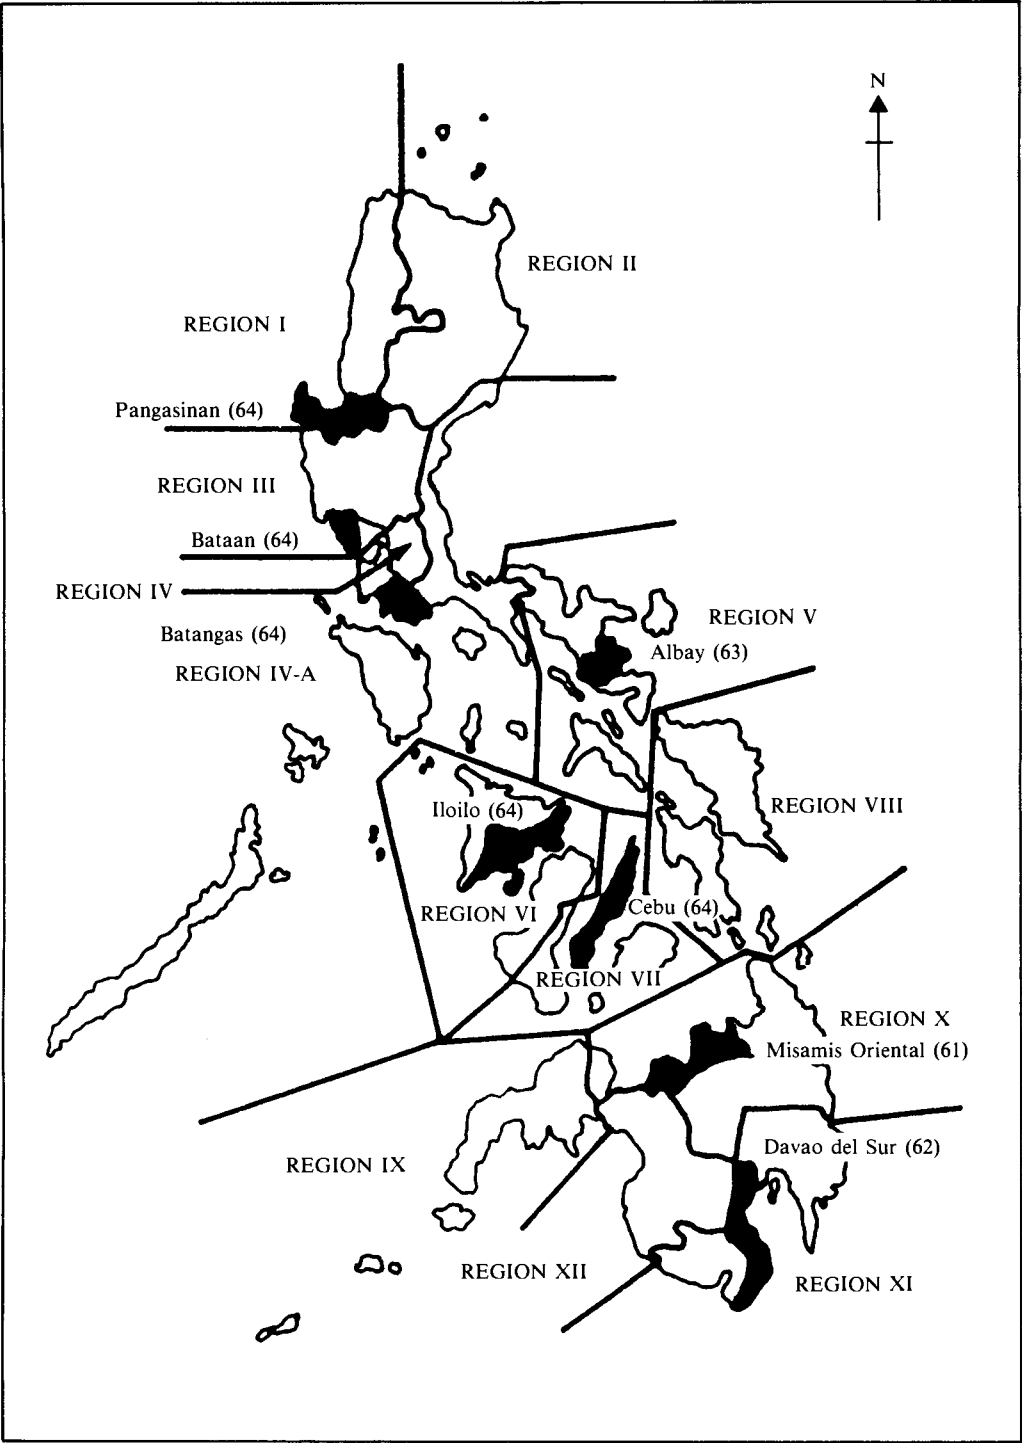 N
REGION II
REGION I
Pangasinan (64)
REGION III
Bataan (64)
REGION IV
REGION V
Batangas (64)
Albay (63)
REGION IV-A
REGION VIII
Iloilo (64)
Cebu (64)
REGION VI
REGION VII
REGION X
Misamis Oriental (61)
Davao del Sur (62)
REGION IX
REGION XII
REGION XI